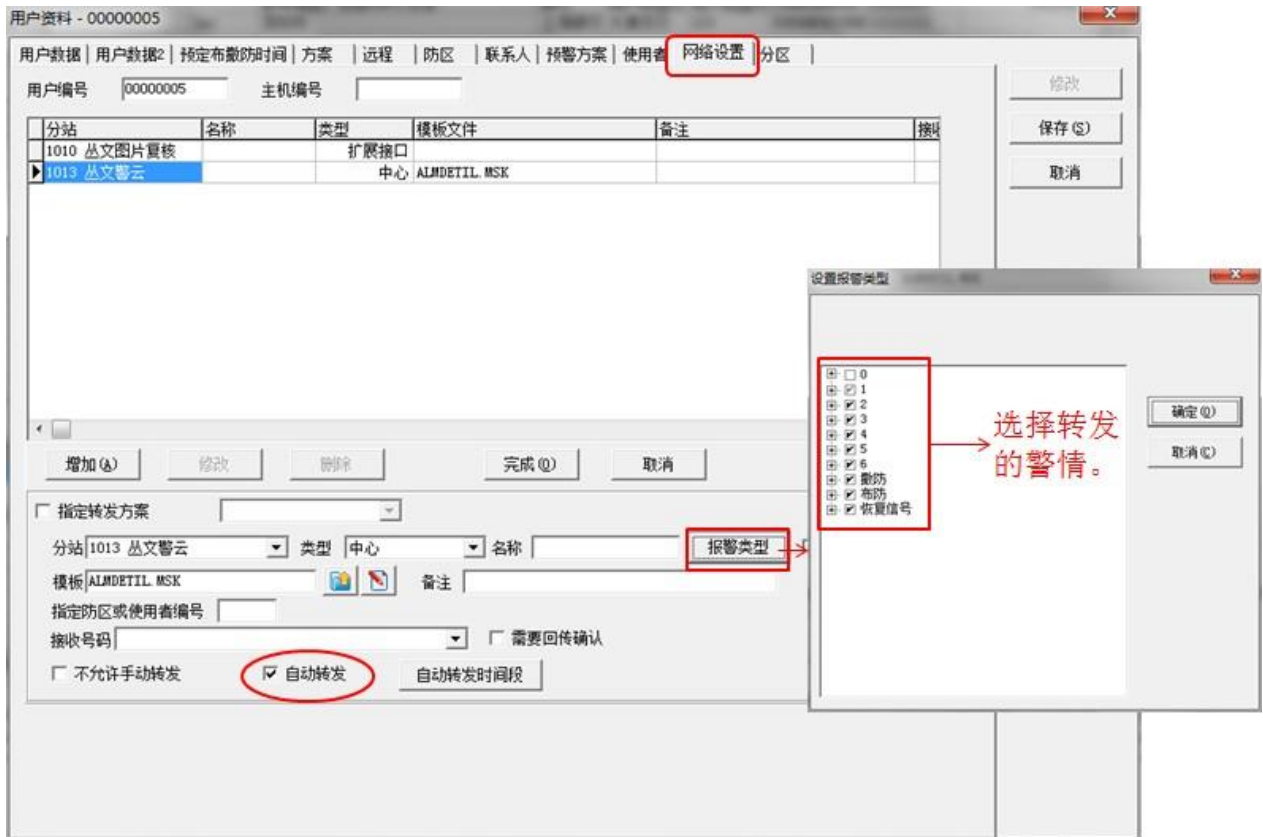 用户资料 - 00000005
用户数据 用户数据2 预定布撤防时间 方案 远程 防区 联系人 预警方案 使用者 网络设置 分区
用户编号 00000005 主机编号
修改
分站 名称 类型 模板文件 备注 接收
保存(S)
1010 丛文图片复核 扩展接口
1013 丛文警云 中心 ALMDETIL.MSK
取消
设置报警类型
0
1
2
3
4
5
6
撤防
布防
恢复信号
选择转发
的警情。
确定(O)
取消(C)
增加(A) 修改 删除 完成(O) 取消
指定转发方案
分站 1013 丛文警云 类型 中心 名称 报警类型
模板 ALMDETIL.MSK 备注
指定防区或使用者编号
接收号码 需要回传确认
不允许手动转发 自动转发 自动转发时间段